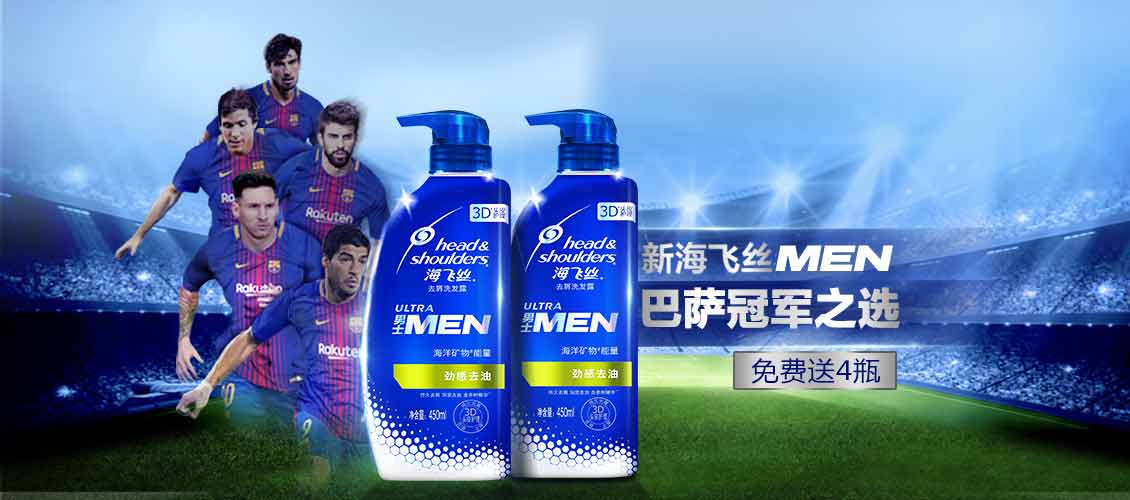 Rakuten
Rakuten
Rakuten
3D
head&
shoulders
海飞丝
去屑洗发露
ULTRA
男士MEN
海洋矿物*能量
劲感去油
净含量: 450ml
3D
3D
head&
shoulders
海飞丝
去屑洗发露
ULTRA
男士MEN
海洋矿物*能量
劲感去油
净含量: 450ml
3D
新海飞丝MEN
巴萨冠军之选
免费送4瓶